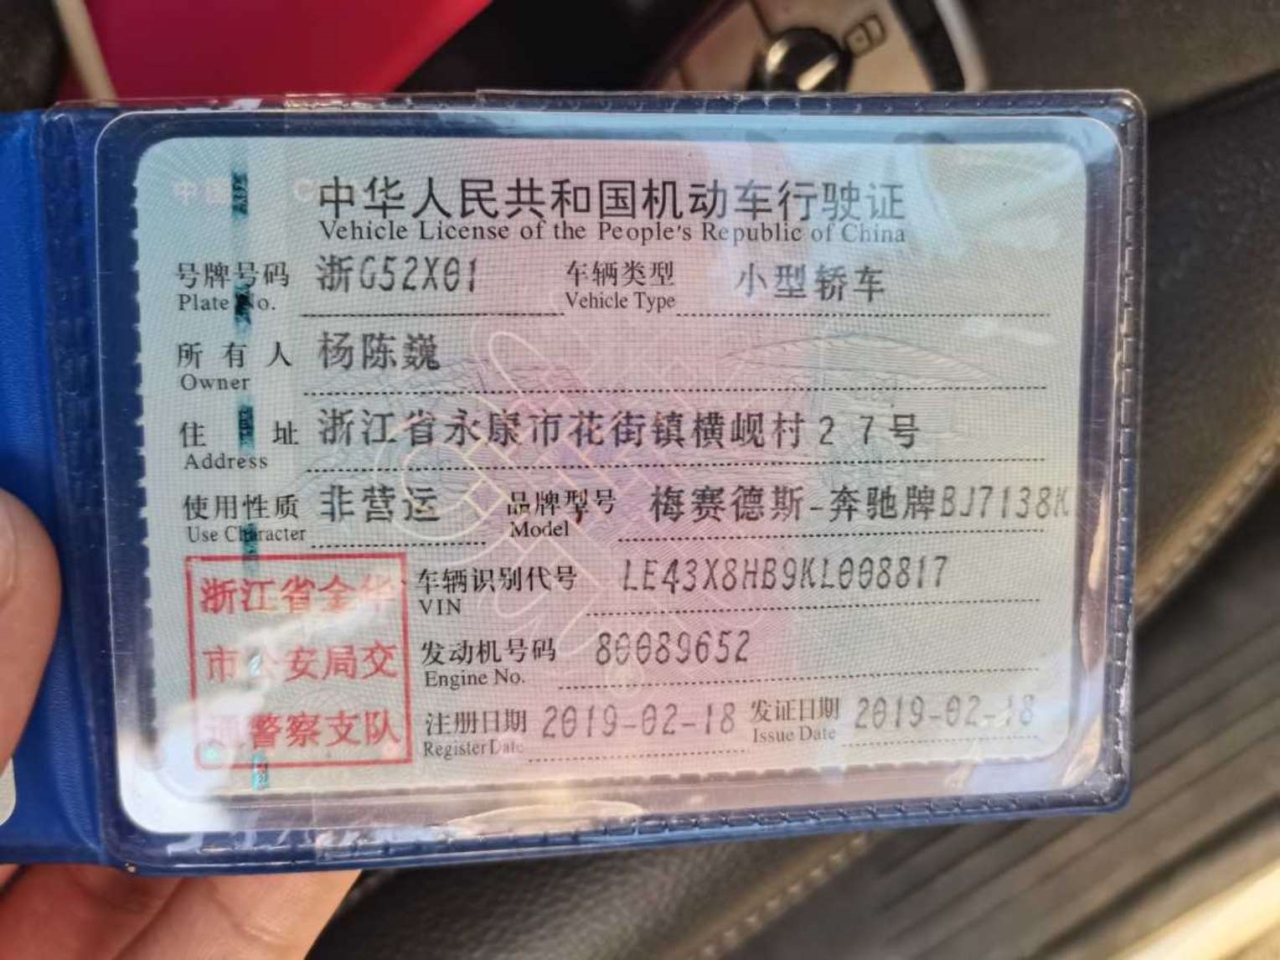 中国
中华人民共和国机动车行驶证
Vehicle License of the People's Republic of China
号牌号码 浙G52X01 车辆类型 小型轿车
Plate No. Vehicle Type
所有人 杨陈巍
Owner
住址 浙江省永康市花街镇横岘村27号
Address
使用性质 非营运 品牌型号 梅赛德斯-奔驰牌BJ7138K
Use Character Model
浙江省金华
市公安局交
通警察支队
车辆识别代号 LE43X8HB9KL008817
VIN
发动机号码 80089652
Engine No.
注册日期 2019-02-18 发证日期 2019-02-18
Register Date Issue Date